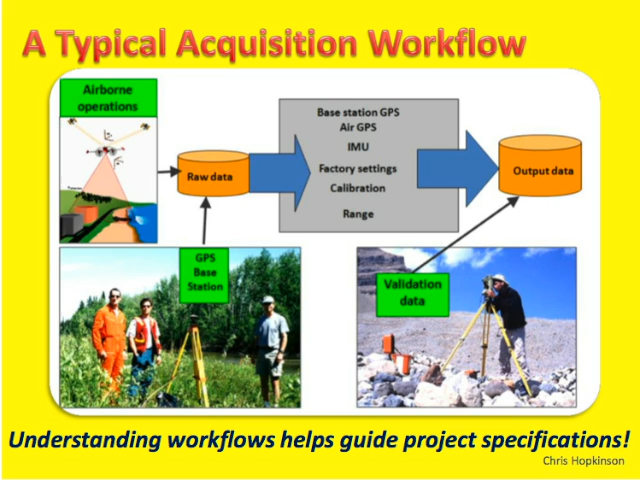 A Typical Acquisition Workflow
Airborne
operations
Raw data
Base station GPS
Air GPS
IMU
Factory settings
Calibration
Range
Output data
GPS
Base
Station
Validation
data
Understanding workflows helps guide project specifications!
Chris Hopkinson